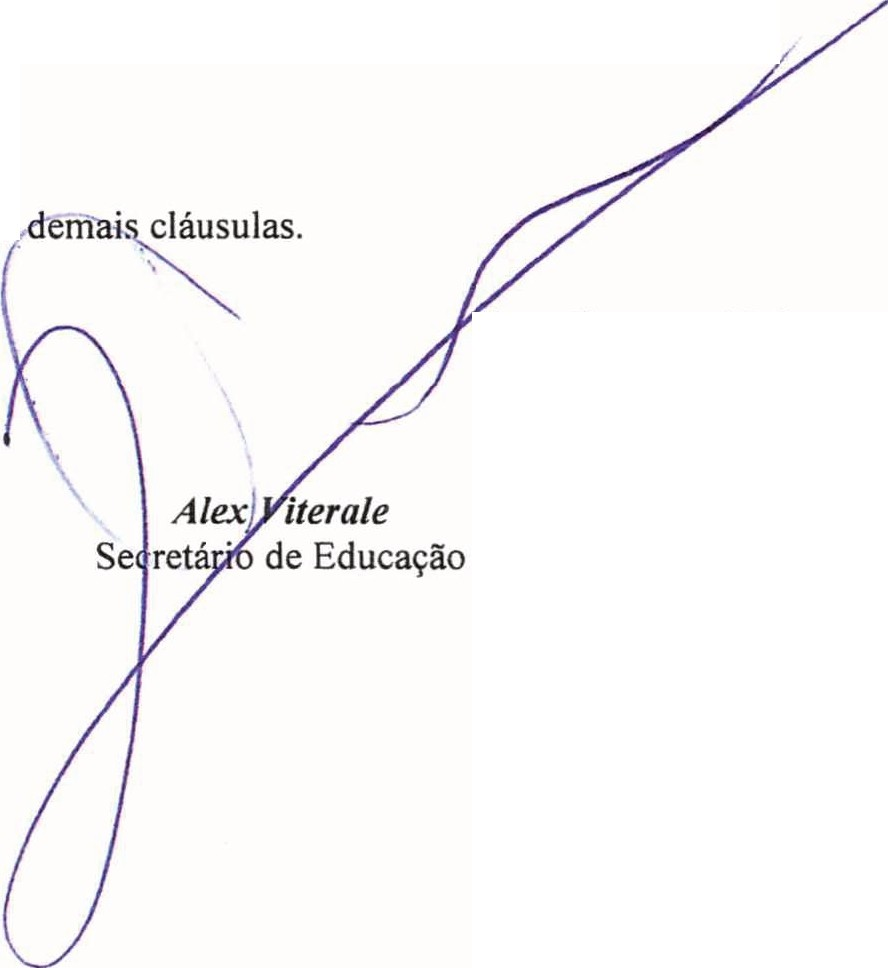 demais cláusulas.
Alex Viterale
Secretário de Educação